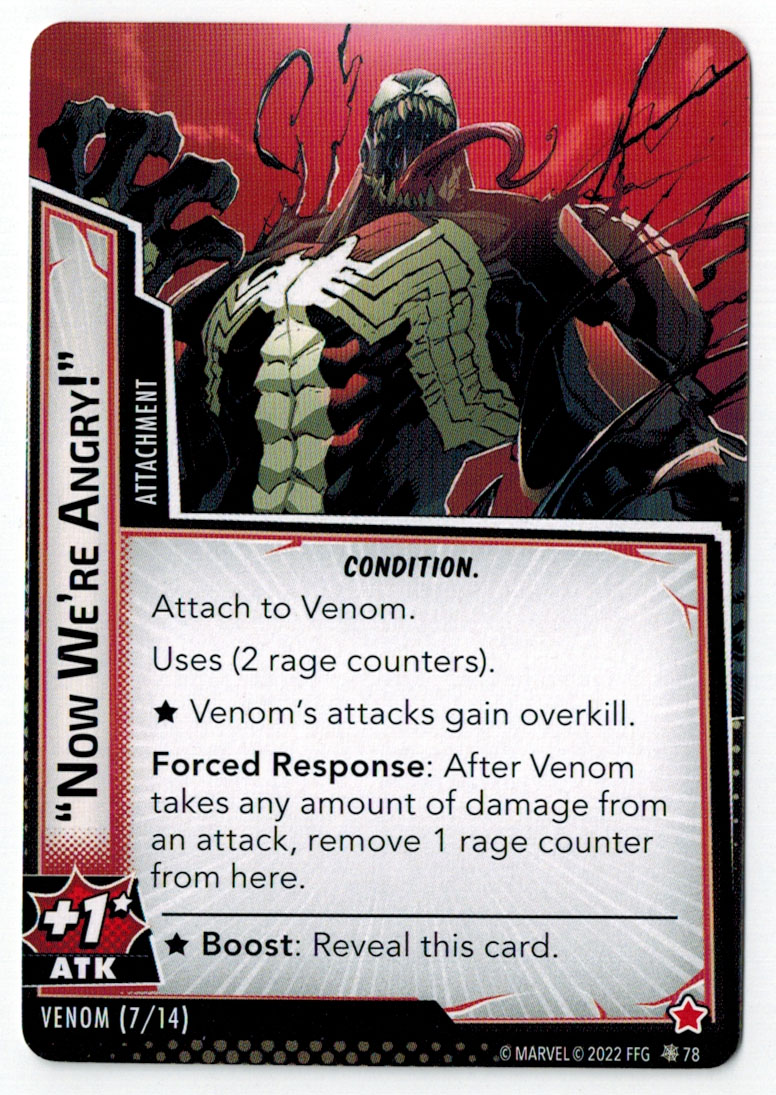 “Now We’re Angry!”
ATTACHMENT
CONDITION.
Attach to Venom.
Uses (2 rage counters).
★ Venom’s attacks gain overkill.
Forced Response: After Venom
takes any amount of damage from
an attack, remove 1 rage counter
from here.
★ Boost: Reveal this card.
+1★
ATK
VENOM (7/14)
© MARVEL © 2022 FFG 78